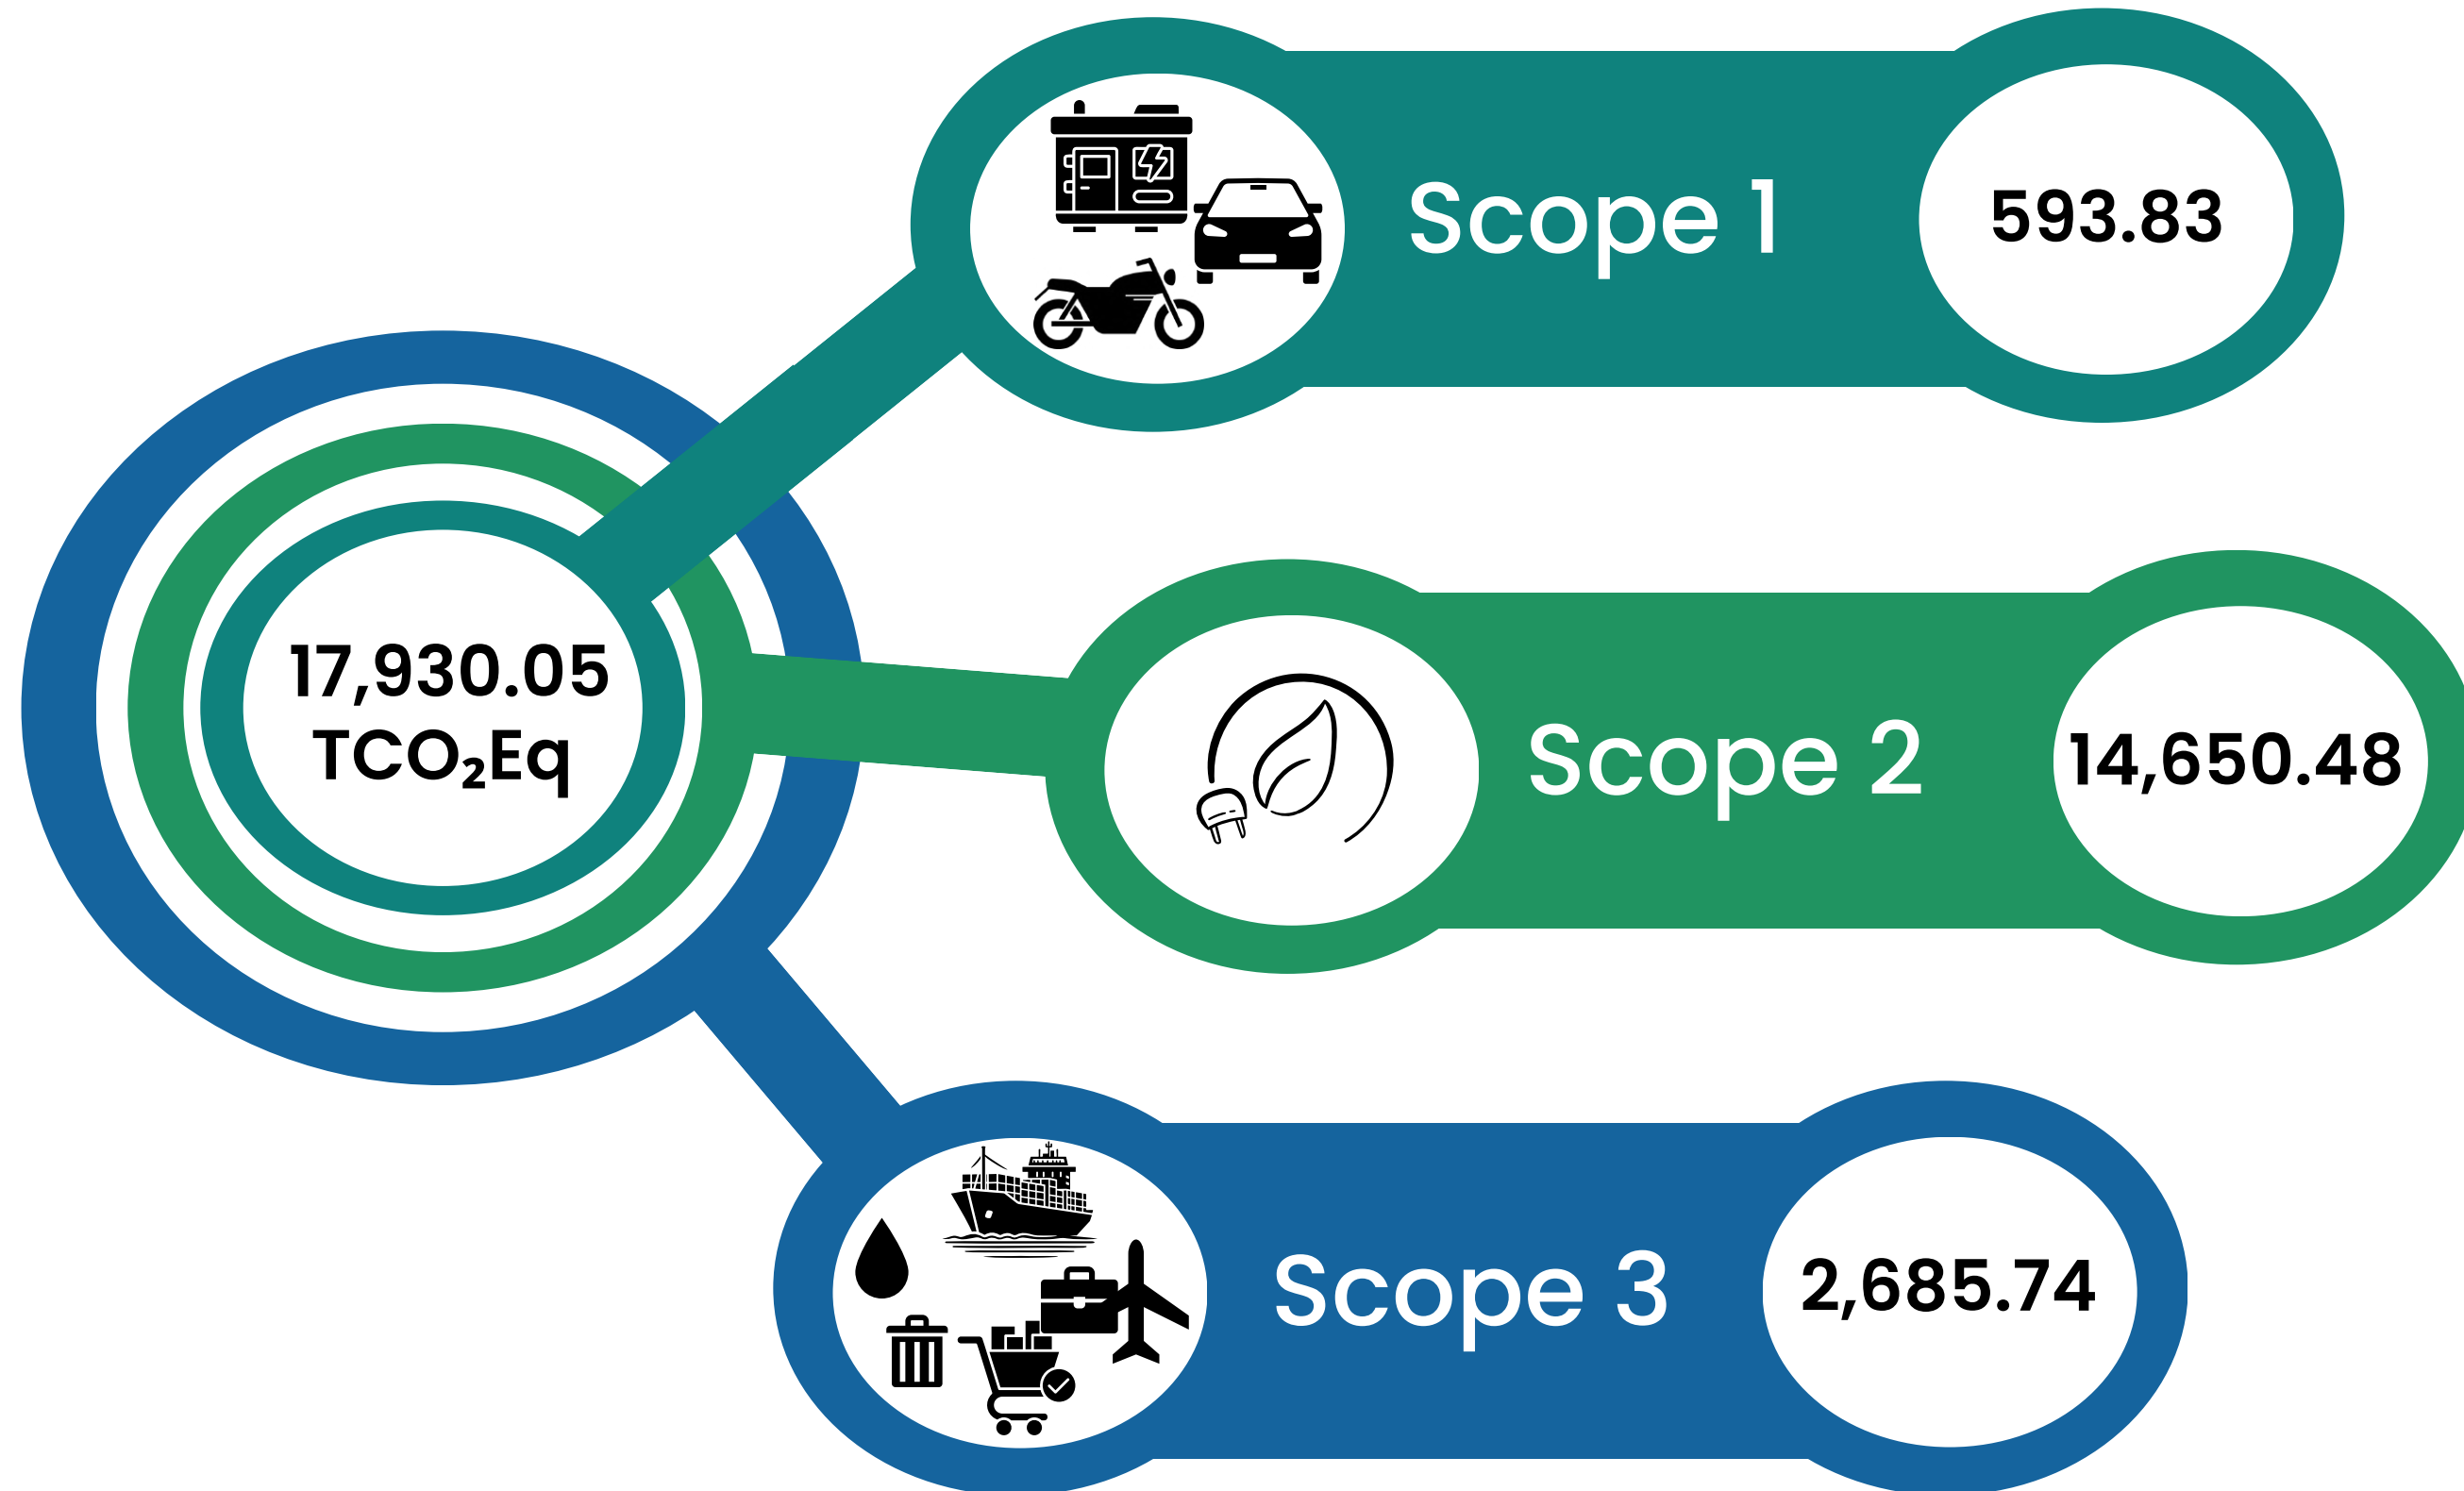 Scope 1
593.83
17,930.05
TCO₂Eq
Scope 2
14,650.48
Scope 3
2,685.74